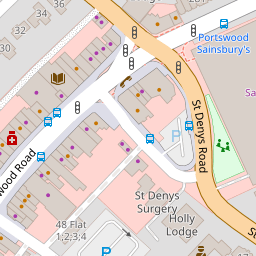 34
36
30
Portswood
Sainsbury's
Sa
St Denys Road
wood Road
P
St Denys
Surgery
Holly
Lodge
48 Flat
1;2;3;4
P
S